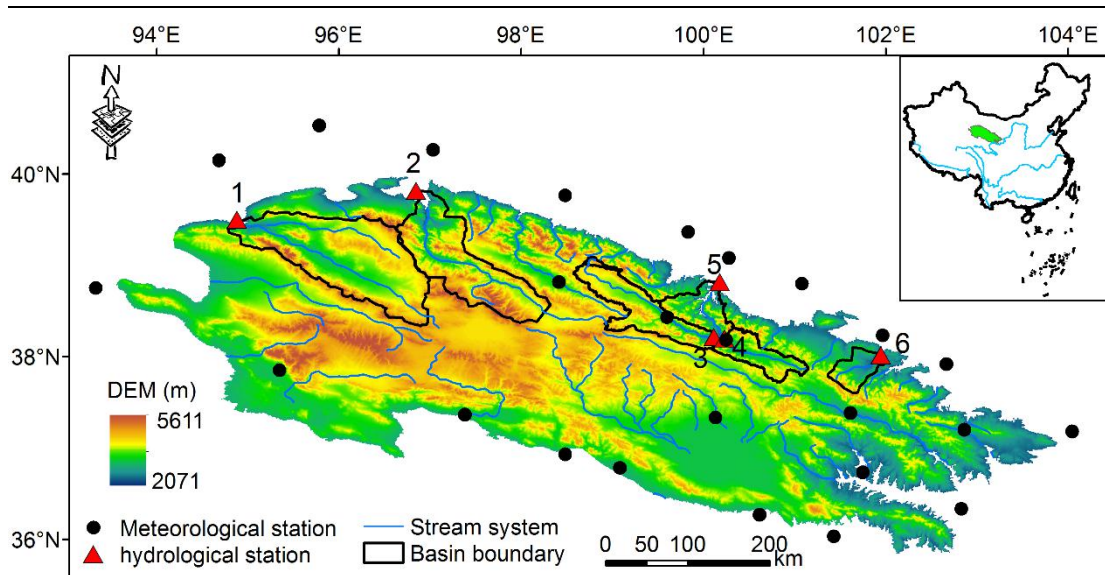 94°E 96°E 98°E 100°E 102°E 104°E
N
40°N
38°N
36°N
1
2
5
3
4
6
DEM (m)
5611
2071
Meteorological station
hydrological station
Stream system
Basin boundary
0 50 100 200
km